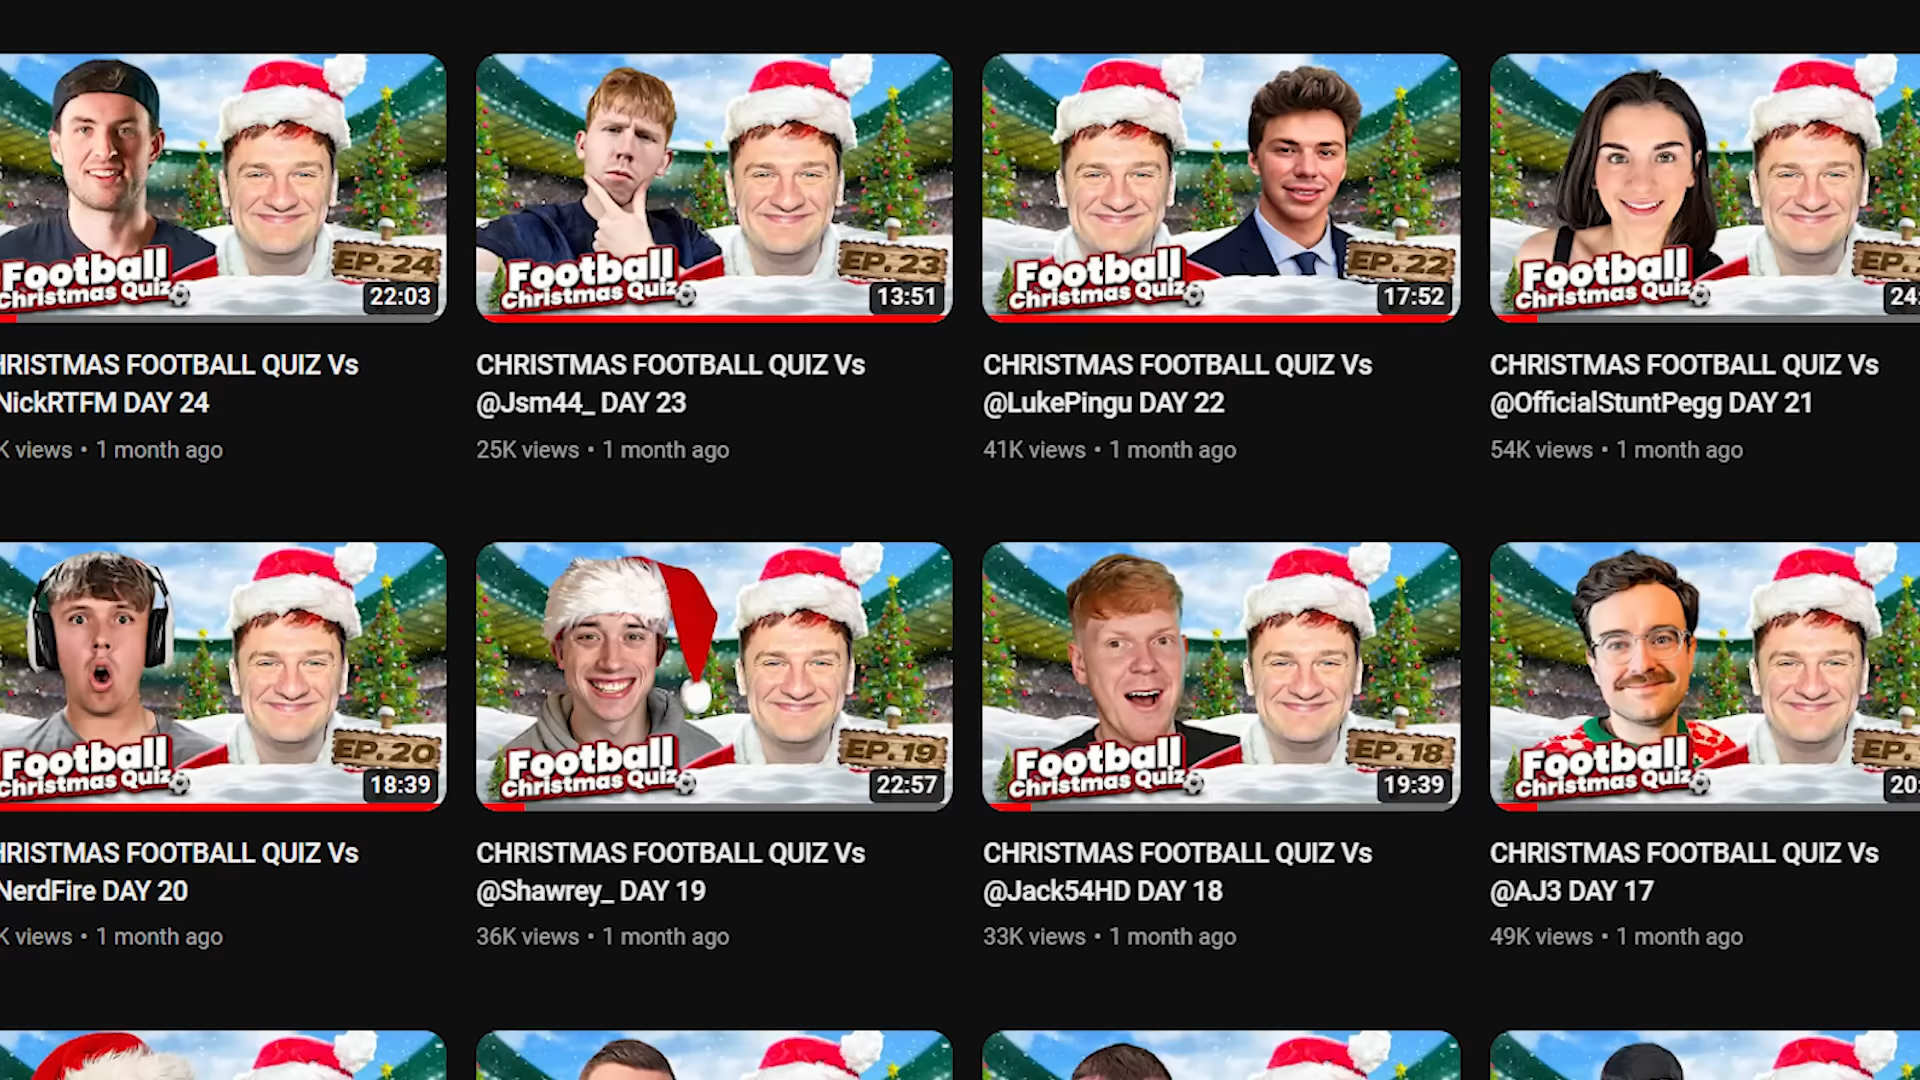 Football
Christmas Quiz
EP. 24
22:03
Football
Christmas Quiz
EP. 23
13:51
Football
Christmas Quiz
EP. 22
17:52
Football
Christmas Quiz
EP.
24:
HRISTMAS FOOTBALL QUIZ Vs
NickRTFM DAY 24
K views • 1 month ago
CHRISTMAS FOOTBALL QUIZ Vs
@Jsm44_ DAY 23
25K views • 1 month ago
CHRISTMAS FOOTBALL QUIZ Vs
@LukePingu DAY 22
41K views • 1 month ago
CHRISTMAS FOOTBALL QUIZ Vs
@OfficialStuntPegg DAY 21
54K views • 1 month ago
Football
Christmas Quiz
EP. 20
18:39
Football
Christmas Quiz
EP. 19
22:57
Football
Christmas Quiz
EP. 18
19:39
Football
Christmas Quiz
EP.
20:
HRISTMAS FOOTBALL QUIZ Vs
NerdFire DAY 20
K views • 1 month ago
CHRISTMAS FOOTBALL QUIZ Vs
@Shawrey_ DAY 19
36K views • 1 month ago
CHRISTMAS FOOTBALL QUIZ Vs
@Jack54HD DAY 18
33K views • 1 month ago
CHRISTMAS FOOTBALL QUIZ Vs
@AJ3 DAY 17
49K views • 1 month ago